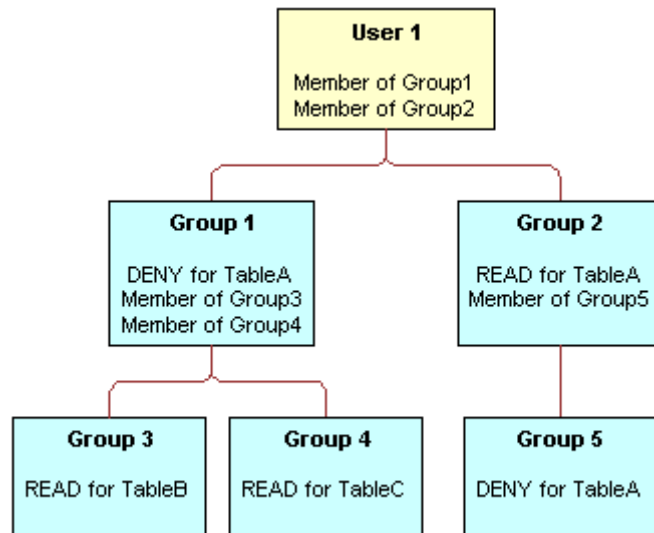 User 1
Member of Group1
Member of Group2
Group 1
DENY for TableA
Member of Group3
Member of Group4
Group 2
READ for TableA
Member of Group5
Group 3
READ for TableB
Group 4
READ for TableC
Group 5
DENY for TableA